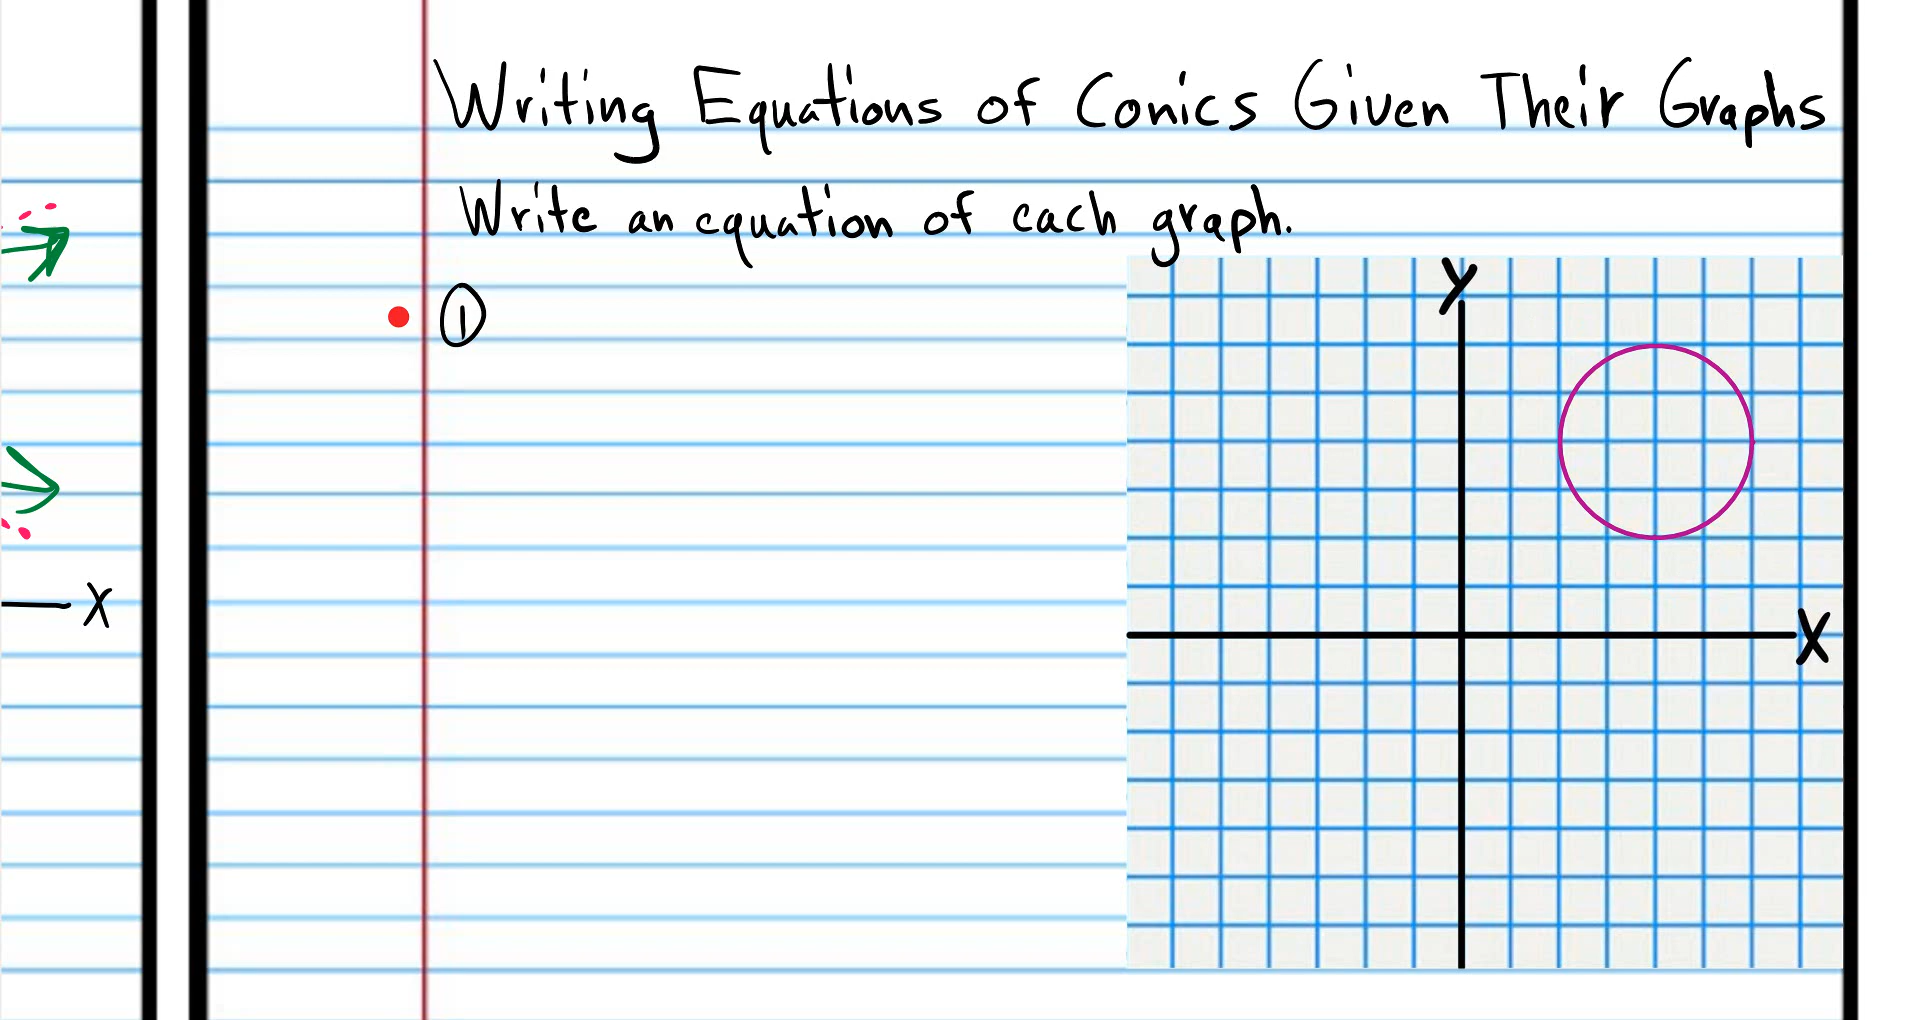 Writing Equations of Conics Given Their Graphs
Write an equation of each graph.
①
y
x
x